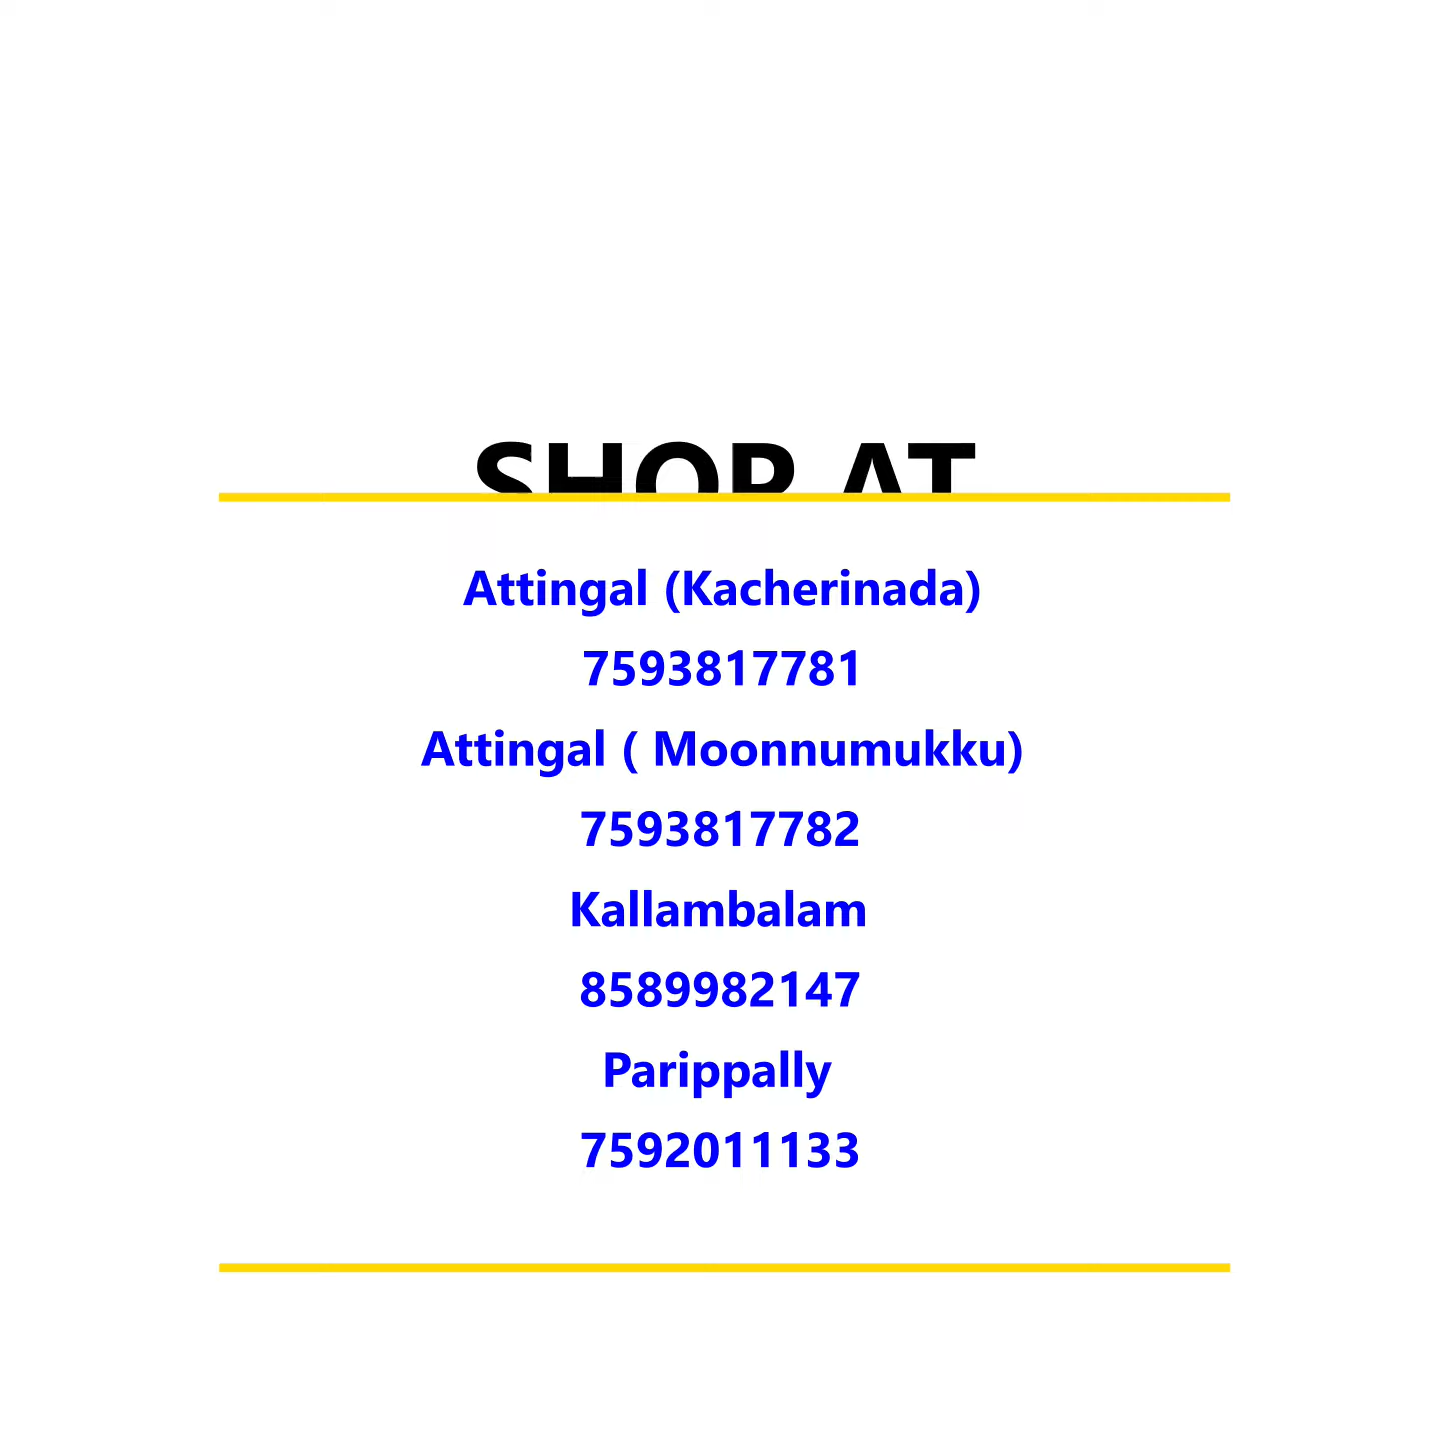 SHOP AT
Attingal (Kacherinada)
7593817781
Attingal ( Moonnumukku)
7593817782
Kallambalam
8589982147
Parippally
7592011133